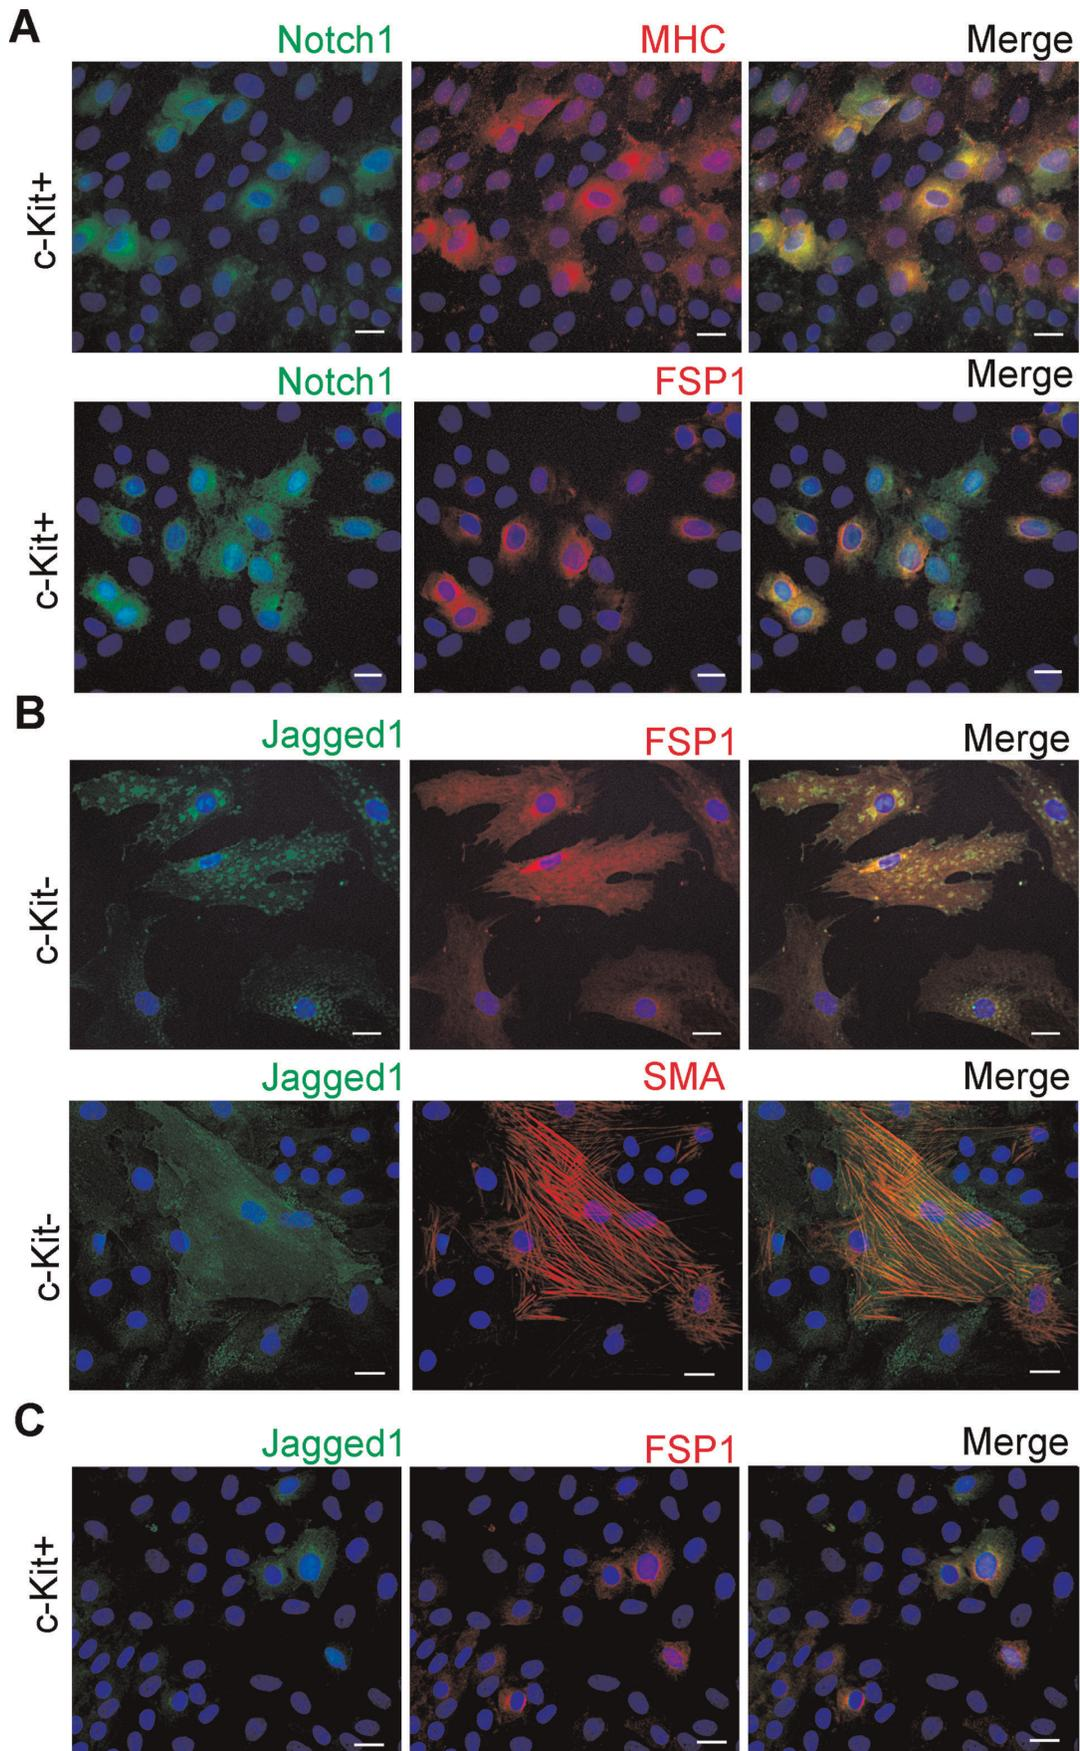 A
Notch1 MHC Merge
c-Kit+
Notch1 FSP1 Merge
c-Kit+
B
Jagged1 FSP1 Merge
c-Kit-
Jagged1 SMA Merge
c-Kit-
C
Jagged1 FSP1 Merge
c-Kit+